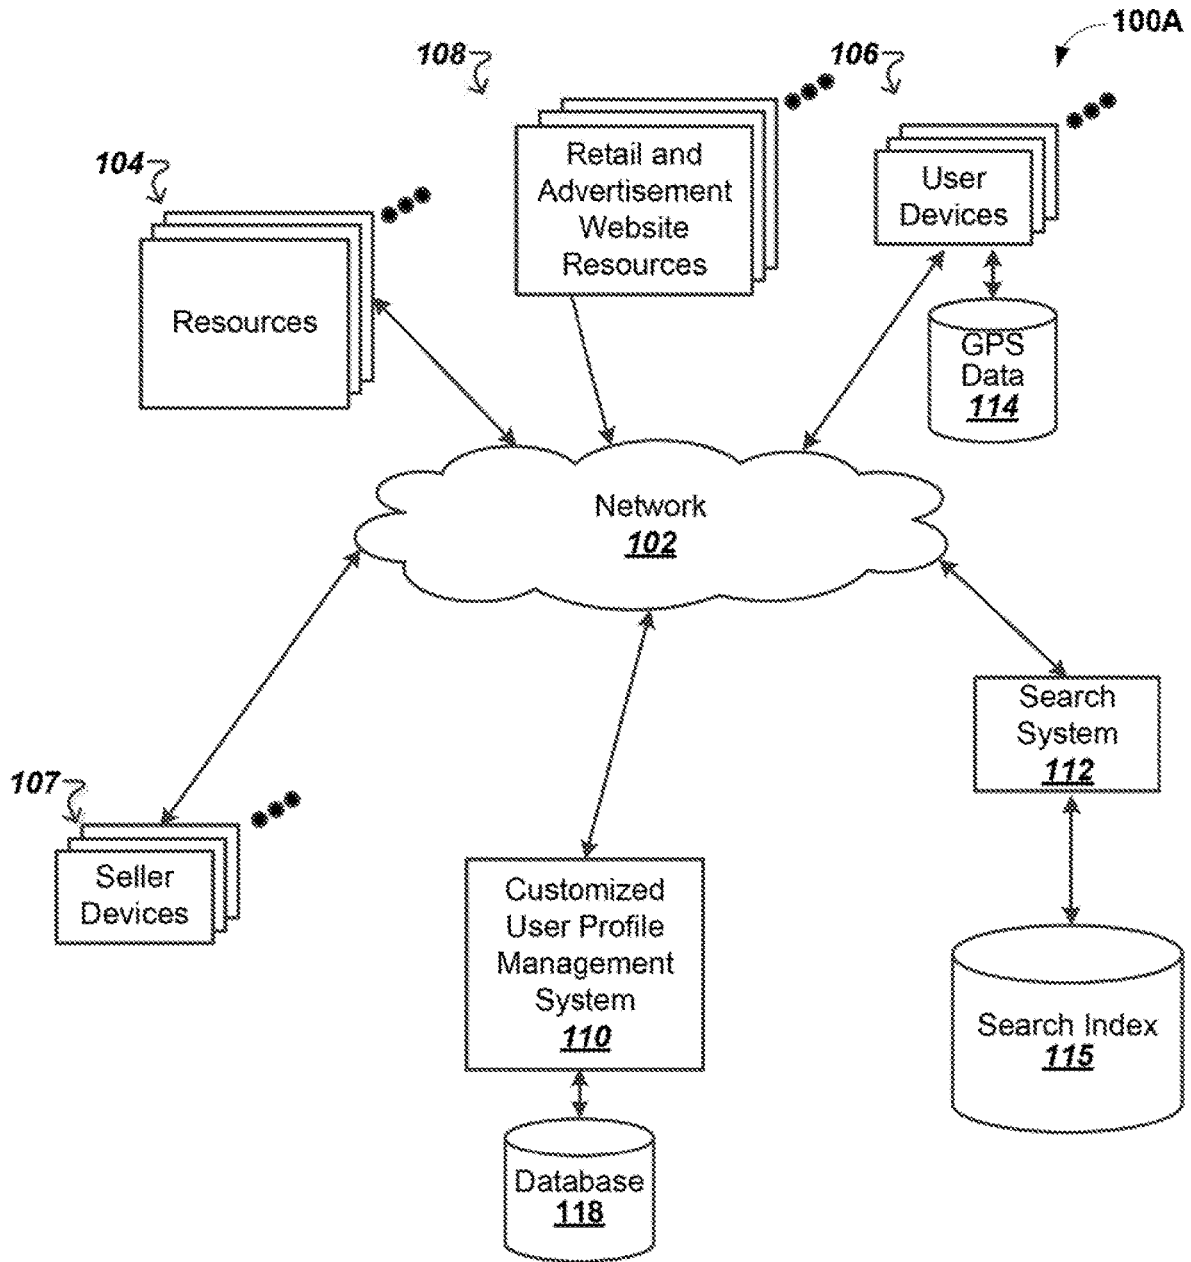 100A
108
106
104
Retail and
Advertisement
Website
Resources
User
Devices
Resources
GPS
Data
114
Network
102
Search
System
112
107
Seller
Devices
Customized
User Profile
Management
System
110
Search Index
115
Database
118